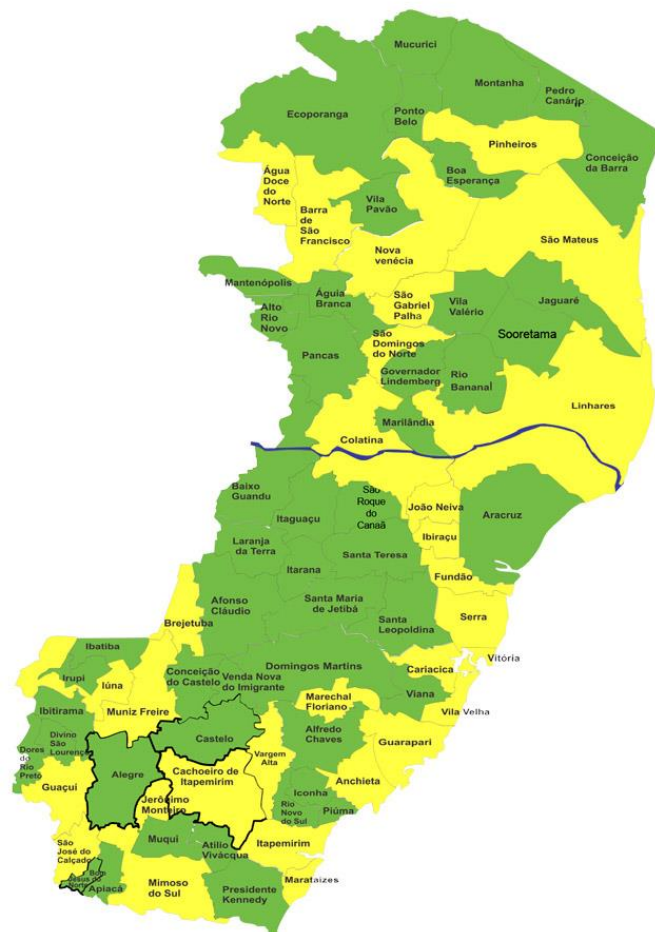 Mucurici
Montanha
Pedro
Canário
Ecoporanga
Ponto
Belo
Pinheiros
Conceição
da Barra
Água
Doce
do
Norte
Boa
Esperança
Vila
Pavão
Barra
de
São
Francisco
São Mateus
Nova
venécia
Mantenópolis
Águia
Branca
São
Gabriel
Palha
Vila
Valério
Jaguaré
Alto
Rio
Novo
Sooretama
São
Domingos
do Norte
Pancas
Governador
Lindemberg
Rio
Bananal
Linhares
Marilândia
Colatina
Baixo
Guandu
São
Roque
do
Canaã
João Neiva
Itaguaçu
Aracruz
Laranja
da Terra
Ibiraçu
Santa Teresa
Itarana
Fundão
Afonso
Cláudio
Santa Maria
de Jetibá
Santa
Leopoldina
Serra
Brejetuba
Ibatiba
Vitória
Domingos Martins
Cariacica
Conceição
do Castelo
Venda Nova
do Imigrante
Irupi
Iúna
Viana
Marechal
Floriano
Vila Velha
Ibitirama
Muniz Freire
Alfredo
Chaves
Divino
São
Lourenço
Castelo
Guarapari
Dores
do
Rio
Preto
Vargem
Alta
Alegre
Cachoeiro de
Itapemirim
Anchieta
Guaçuí
Iconha
Jerônimo
Monteiro
Rio
Novo
do Sul
Piúma
São
José do
Calçado
Muqui
Atílio
Vivácqua
Itapemirim
Bom
Jesus do
Norte
Apiacá
Mimoso
do Sul
Presidente
Kennedy
Marataízes